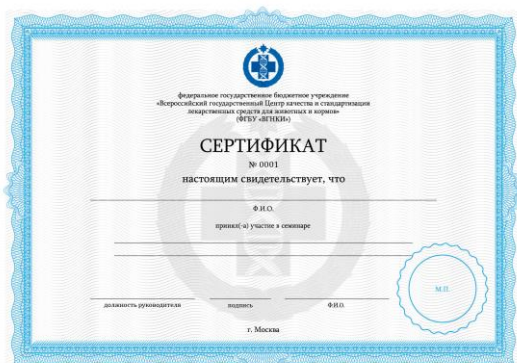 федеральное государственное бюджетное учреждение
«Всероссийский государственный Центр качества и стандартизации
лекарственных средств для животных и кормов»
(ФГБУ «ВГНКИ»)
СЕРТИФИКАТ
№ 0001
настоящим свидетельствует, что
Ф.И.О.
принял(-а) участие в семинаре
М.П.
должность руководителя подпись Ф.И.О.
г. Москва